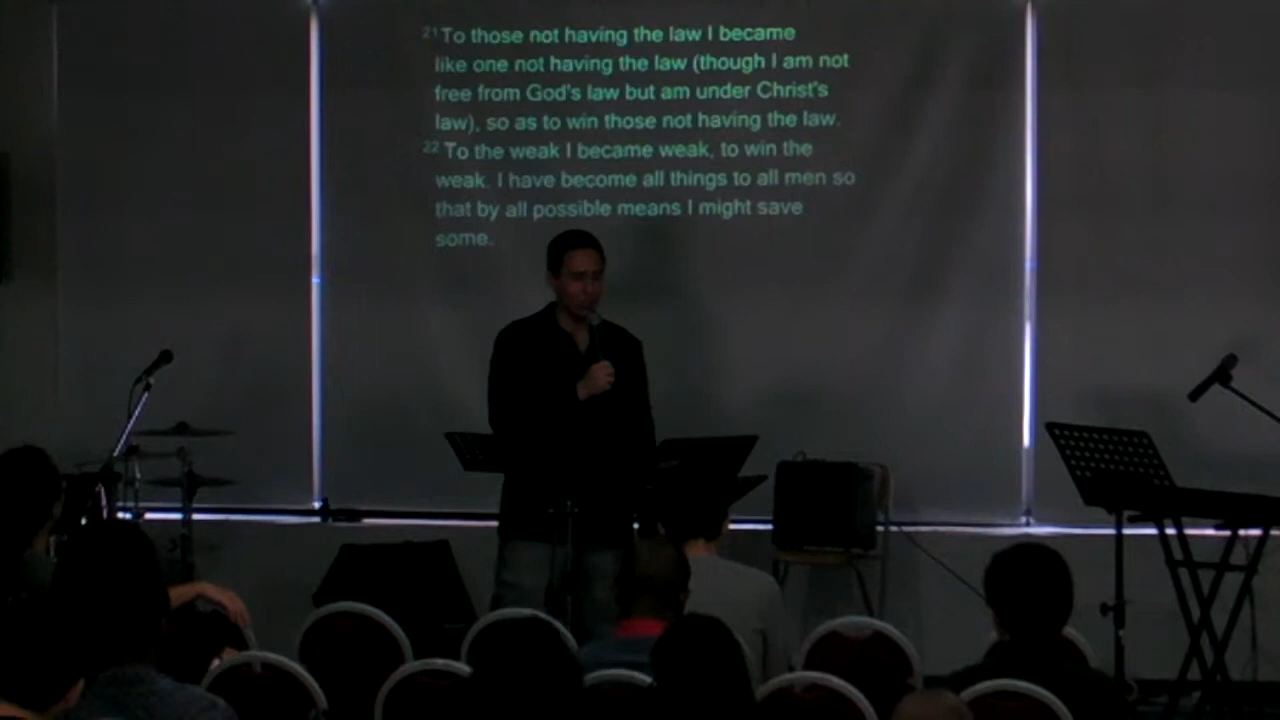 21 To those not having the law I became
like one not having the law (though I am not
free from God's law but am under Christ's
law), so as to win those not having the law.
22 To the weak I became weak, to win the
weak. I have become all things to all men so
that by all possible means I might save
some.